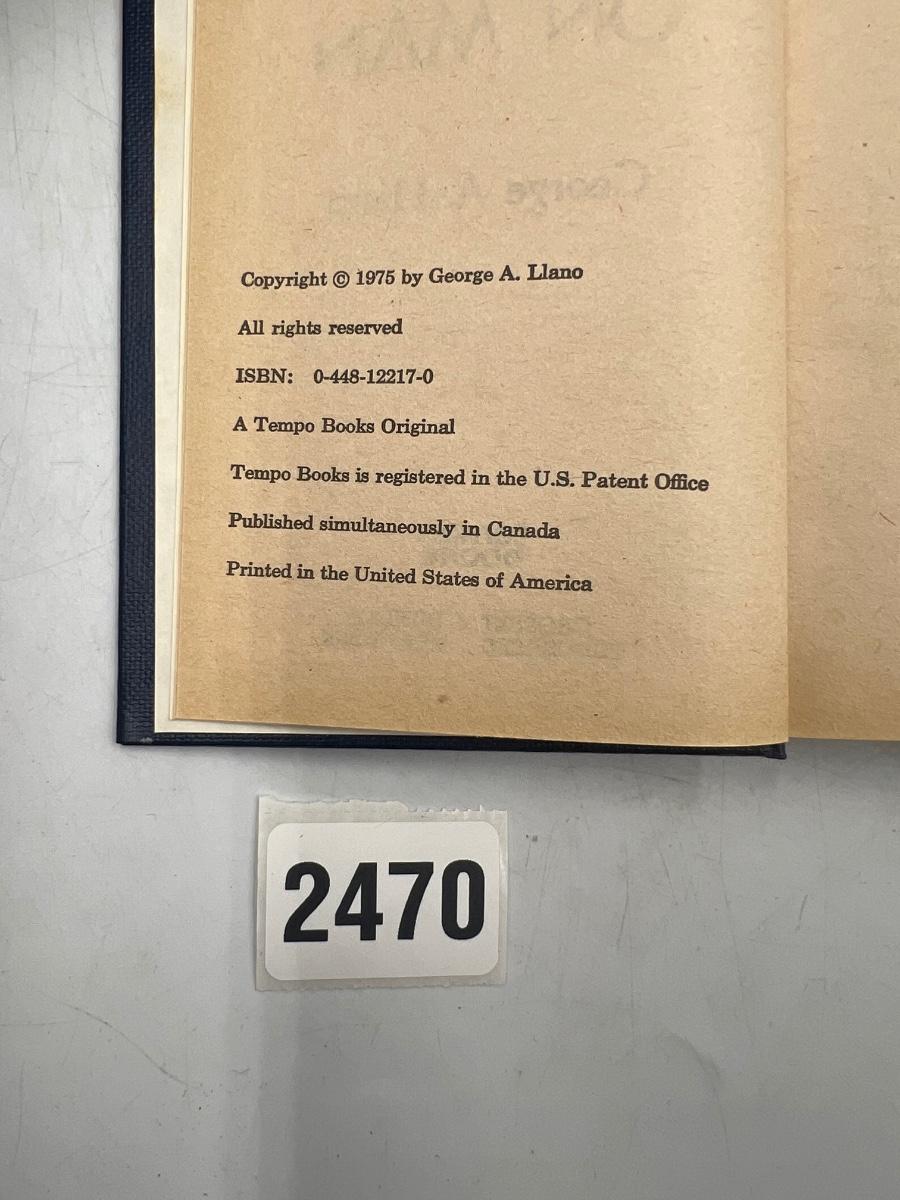 Copyright © 1975 by George A. Llano
All rights reserved
ISBN: 0-448-12217-0
A Tempo Books Original
Tempo Books is registered in the U.S. Patent Office
Published simultaneously in Canada
Printed in the United States of America
2470